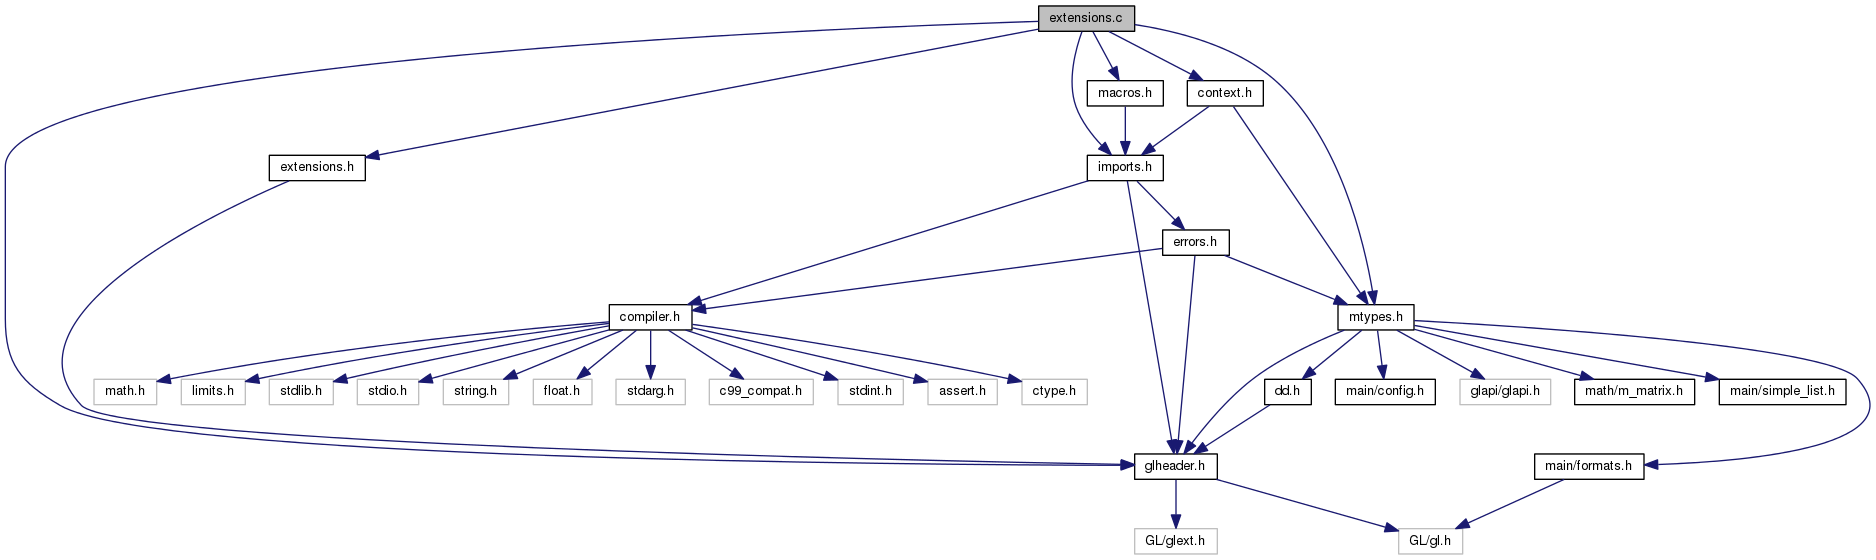 extensions.c
macros.h
context.h
extensions.h
imports.h
errors.h
compiler.h
mtypes.h
math.h
limits.h
stdlib.h
stdio.h
string.h
float.h
stdarg.h
c99_compat.h
stdint.h
assert.h
ctype.h
dd.h
main/config.h
glapi/glapi.h
math/m_matrix.h
main/simple_list.h
glheader.h
main/formats.h
GL/glext.h
GL/gl.h